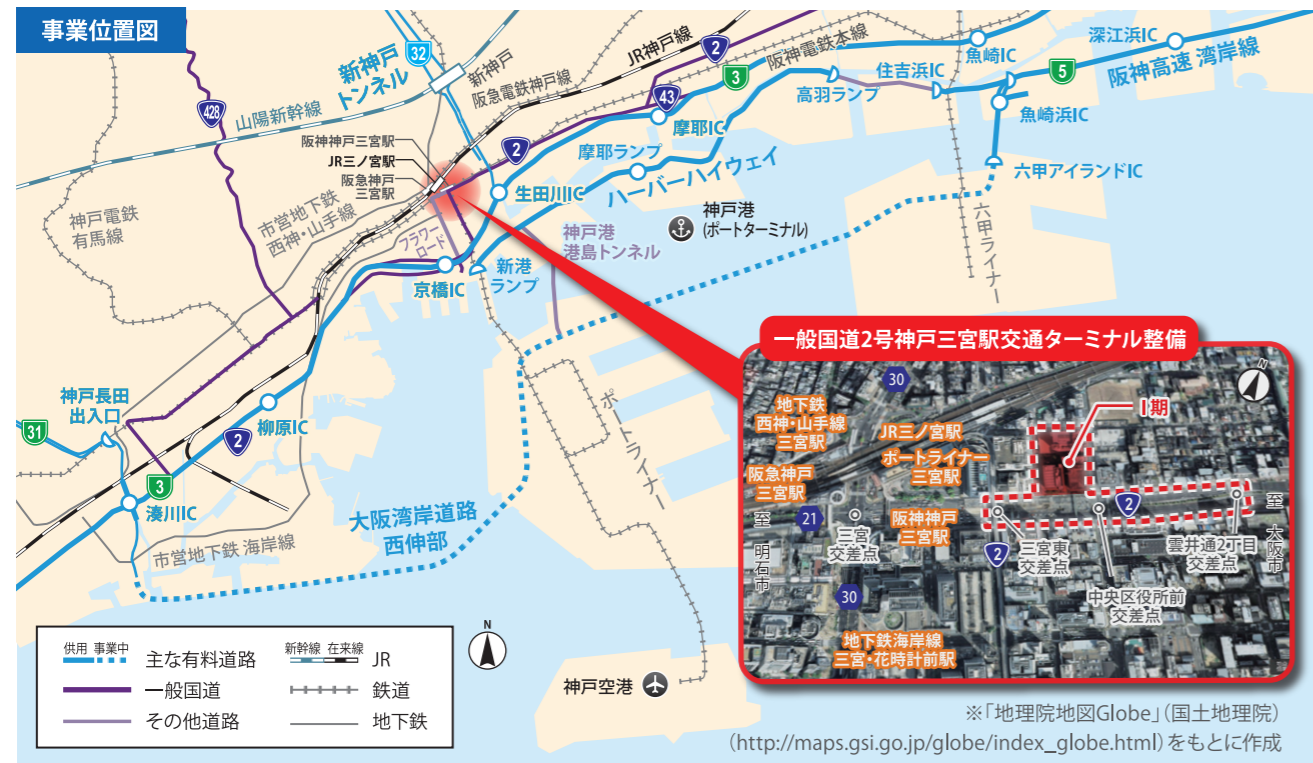 事業位置図
新神戸
トンネル
32
新神戸
JR神戸線
2
阪急電鉄神戸線
阪神電鉄本線
3
43
高羽ランプ
住吉浜IC
魚崎IC
深江浜IC
5
阪神高速 湾岸線
魚崎浜IC
六甲アイランドIC
428
山陽新幹線
阪神神戸三宮駅
JR三ノ宮駅
阪急神戸
三宮駅
2
摩耶IC
摩耶ランプ
ハーバーハイウェイ
生田川IC
神戸電鉄
有馬線
市営地下鉄
西神・山手線
フラワー
ロード
神戸港
(ポートターミナル)
神戸港
港島トンネル
六甲ライナー
京橋IC
新港
ランプ
ポートライナー
神戸長田
出入口
31
柳原IC
2
3
湊川IC
市営地下鉄 海岸線
大阪湾岸道路
西伸部
一般国道2号神戸三宮駅交通ターミナル整備
N
30
地下鉄
西神・山手線
三宮駅
JR三ノ宮駅
ポートライナー
三宮駅
Ⅰ期
阪急神戸
三宮駅
阪神神戸
三宮駅
21
三宮
交差点
2
至 明石市
2
三宮東
交差点
中央区役所前
交差点
雲井通2丁目
交差点
至 大阪市
30
地下鉄海岸線
三宮・花時計前駅
供用 事業中
主な有料道路
新幹線 在来線
JR
一般国道
鉄道
その他道路
地下鉄
N
神戸空港
※「地理院地図Globe」(国土地理院)
(http://maps.gsi.go.jp/globe/index_globe.html)をもとに作成